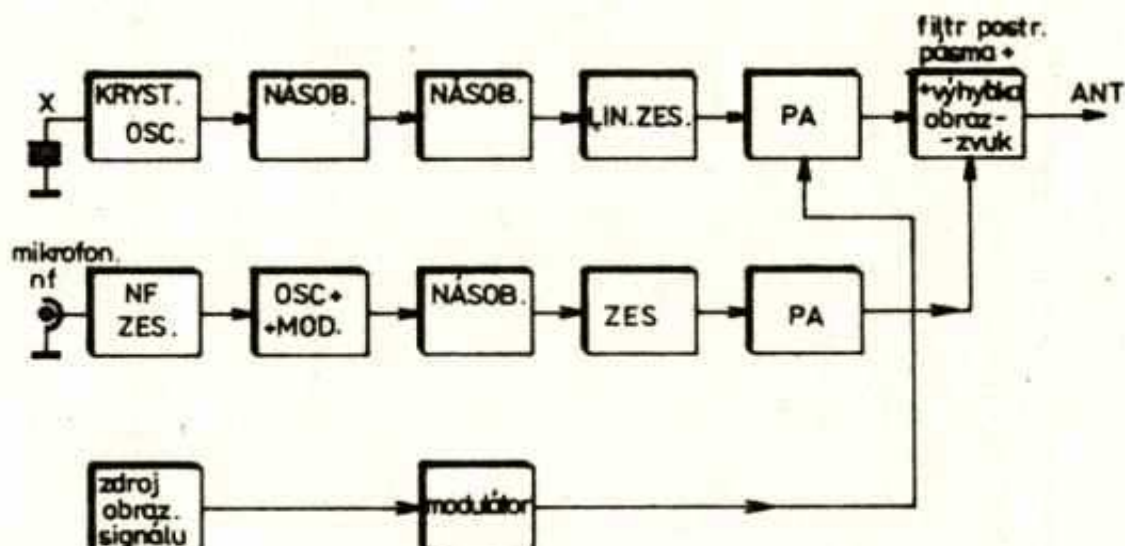 filtr postr.
pásma +
+výhybka
obraz-
-zvuk
X
KRYST.
OSC.
NÁSOB.
NÁSOB.
LIN.ZES.
PA
ANT
mikrofon.
nf
NF
ZES.
OSC+
+MOD.
NÁSOB.
ZES
PA
zdroj
obraz.
signálu
modulátor